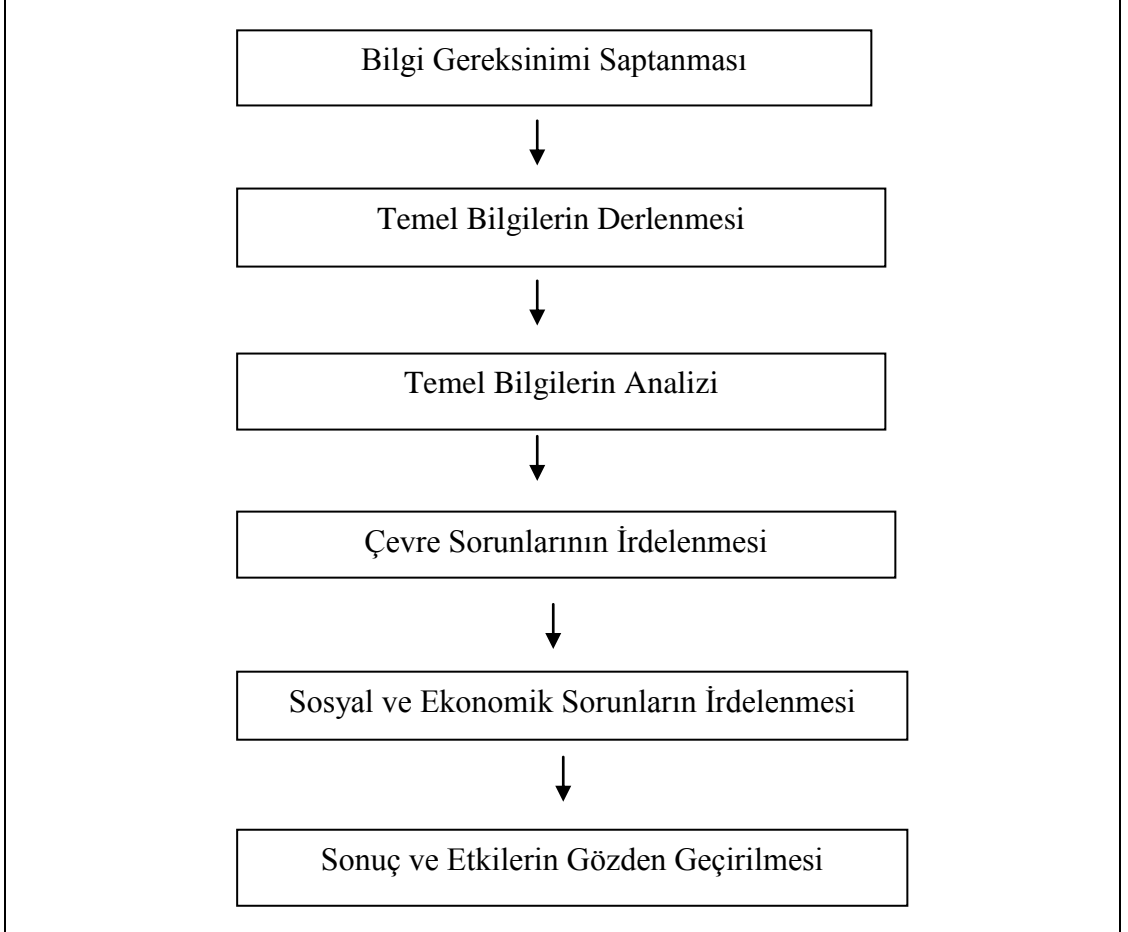 Bilgi Gereksinimi Saptanması
Temel Bilgilerin Derlenmesi
Temel Bilgilerin Analizi
Çevre Sorunlarının İrdelenmesi
Sosyal ve Ekonomik Sorunların İrdelenmesi
Sonuç ve Etkilerin Gözden Geçirilmesi